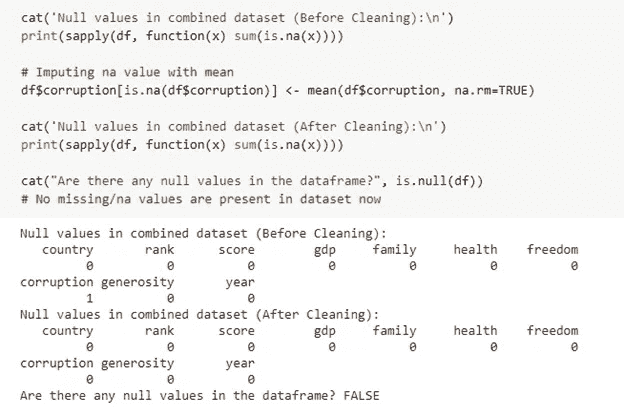 cat('Null values in combined dataset (Before Cleaning):\n')
print(sapply(df, function(x) sum(is.na(x))))
# Imputing na value with mean
df$corruption[is.na(df$corruption)] <- mean(df$corruption, na.rm=TRUE)
cat('Null values in combined dataset (After Cleaning):\n')
print(sapply(df, function(x) sum(is.na(x))))
cat("Are there any null values in the dataframe?", is.null(df))
# No missing/na values are present in dataset now
Null values in combined dataset (Before Cleaning):
country rank score gdp family health freedom
0 0 0 0 0 0 0
corruption generosity year
1 0 0
Null values in combined dataset (After Cleaning):
country rank score gdp family health freedom
0 0 0 0 0 0 0
corruption generosity year
0 0 0
Are there any null values in the dataframe? FALSE